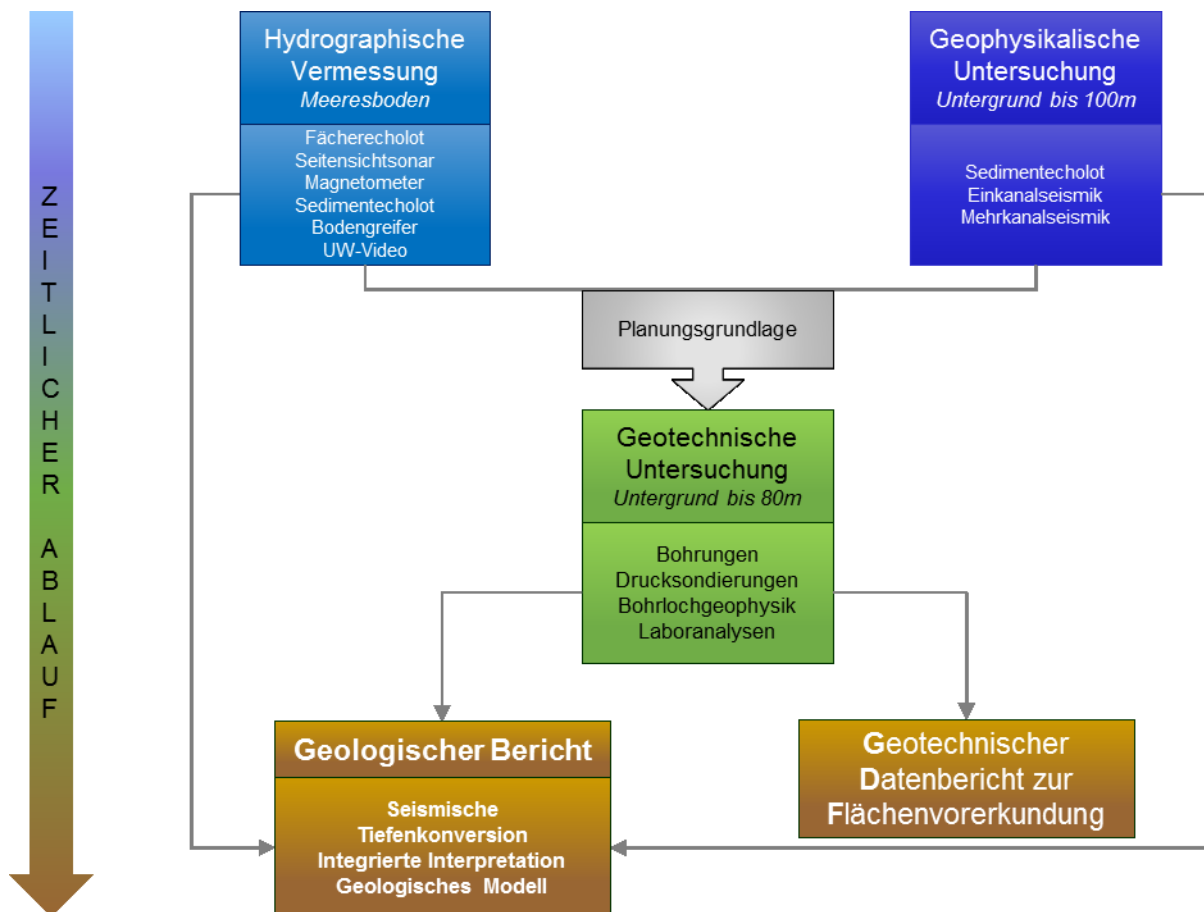 Hydrographische
Vermessung
Meeresboden
Fächerecholot
Seitensichtsonar
Magnetometer
Sedimentecholot
Bodengreifer
UW-Video
Geophysikalische
Untersuchung
Untergrund bis 100m
Sedimentecholot
Einkanalseismik
Mehrkanalseismik
ZEITLICHER ABLAUF
Planungsgrundlage
Geotechnische
Untersuchung
Untergrund bis 80m
Bohrungen
Drucksondierungen
Bohrlochgeophysik
Laboranalysen
Geologischer Bericht
Seismische
Tiefenkonversion
Integrierte Interpretation
Geologisches Modell
Geotechnischer
Datenbericht zur
Flächenvorerkundung